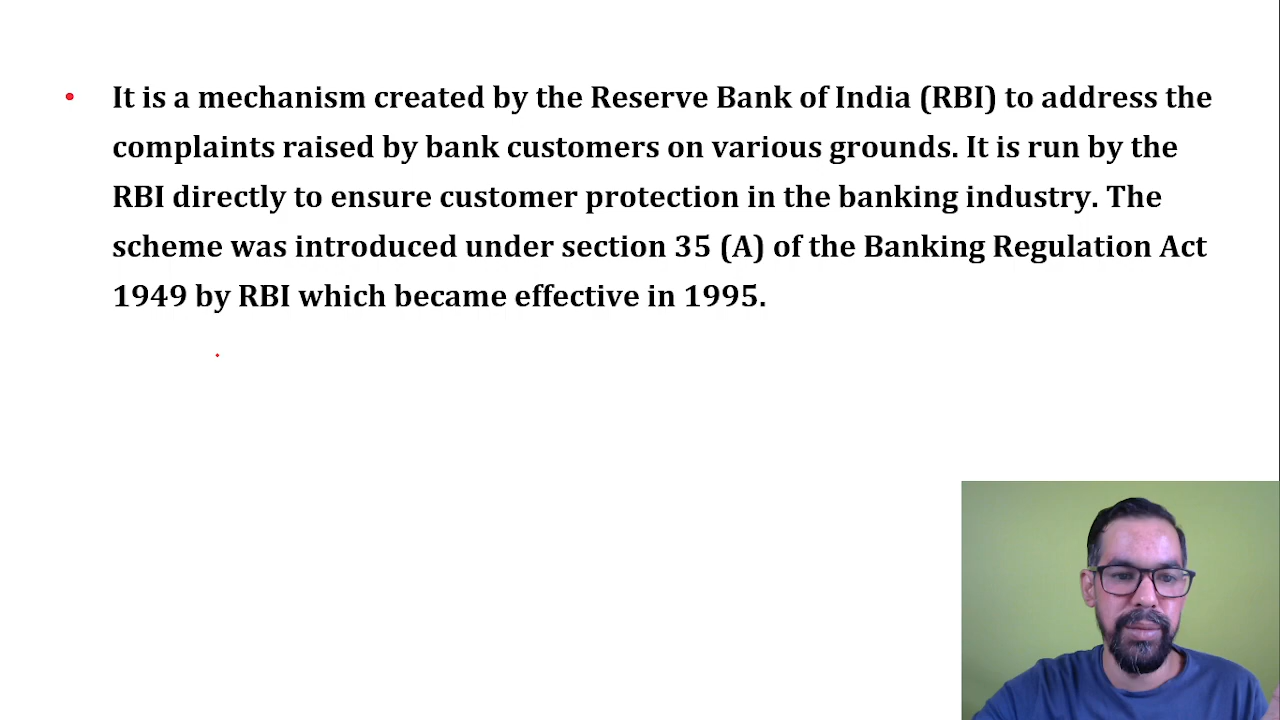 It is a mechanism created by the Reserve Bank of India (RBI) to address the
complaints raised by bank customers on various grounds. It is run by the
RBI directly to ensure customer protection in the banking industry. The
scheme was introduced under section 35 (A) of the Banking Regulation Act
1949 by RBI which became effective in 1995.